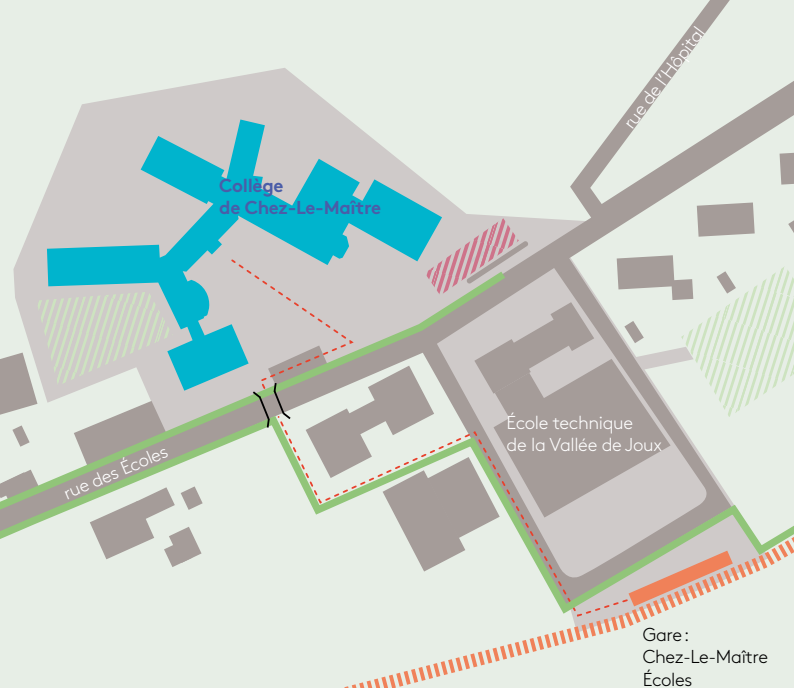 rue de l'Hôpital
Collège
de Chez-Le-Maître
École technique
de la Vallée de Joux
rue des Écoles
Gare :
Chez-Le-Maître
Écoles